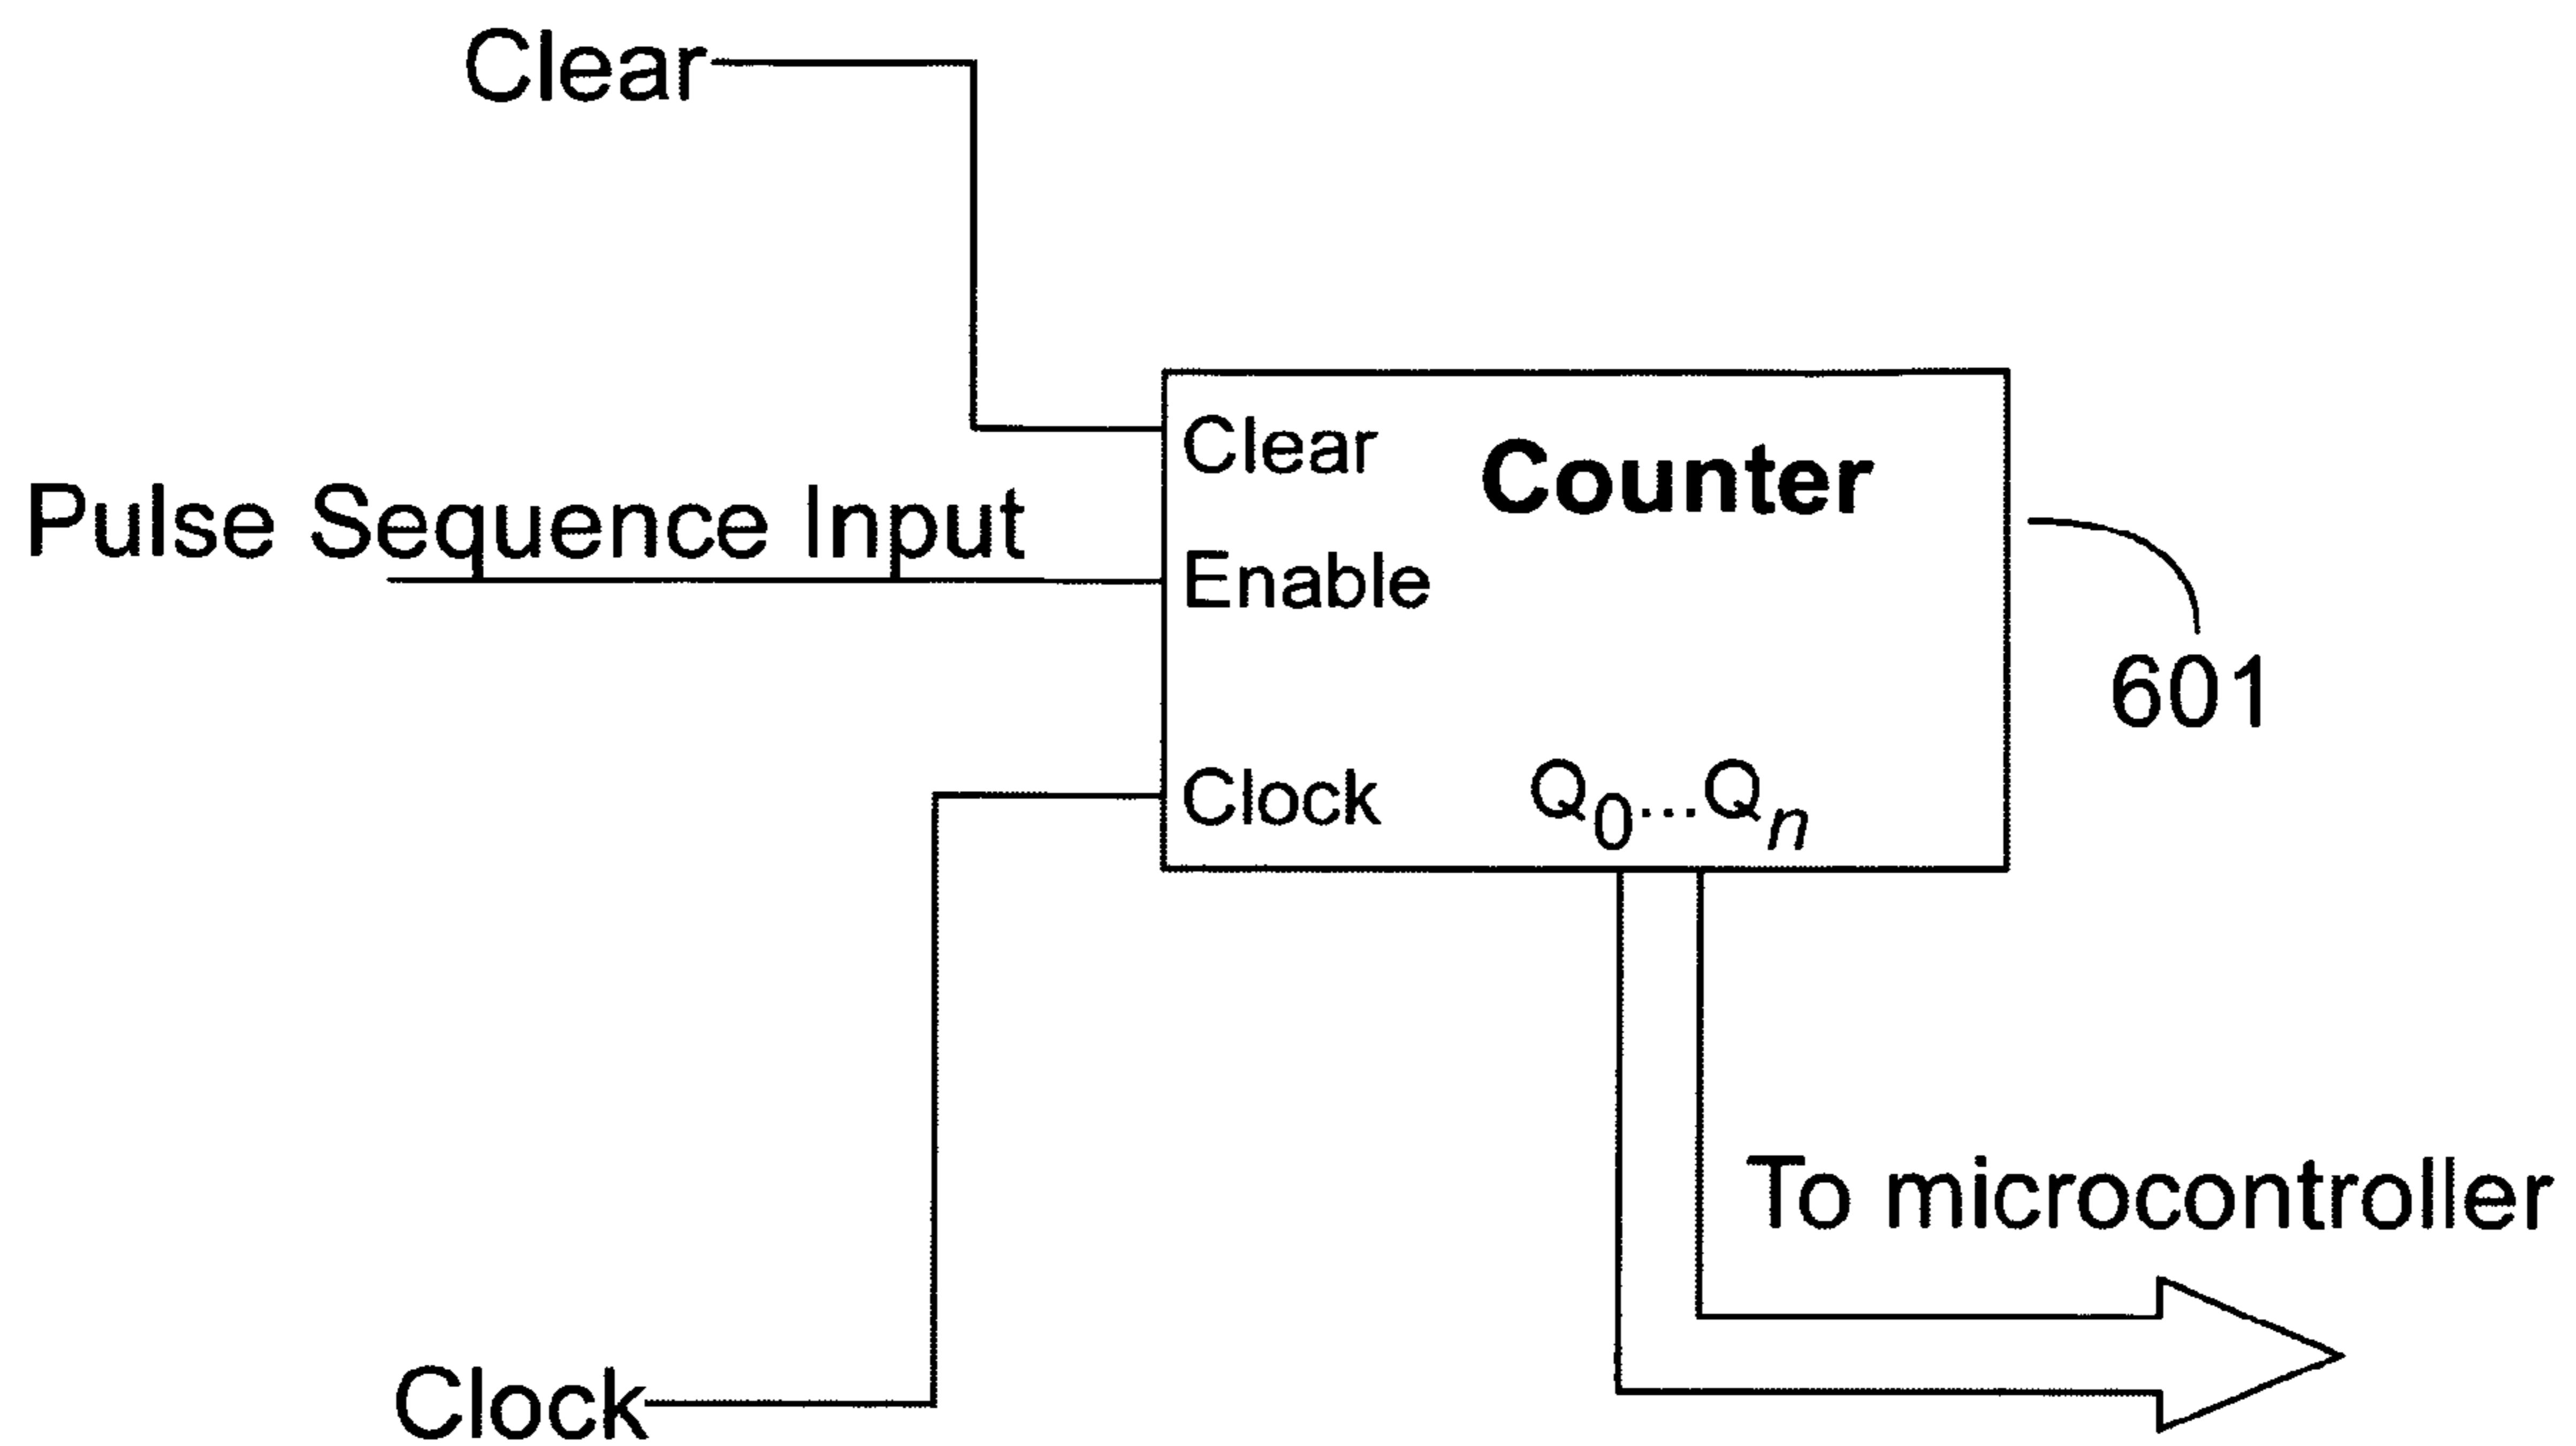 Clear
Clear
Counter
Pulse Sequence Input
Enable
601
Clock
Q0...Qn
To microcontroller
Clock